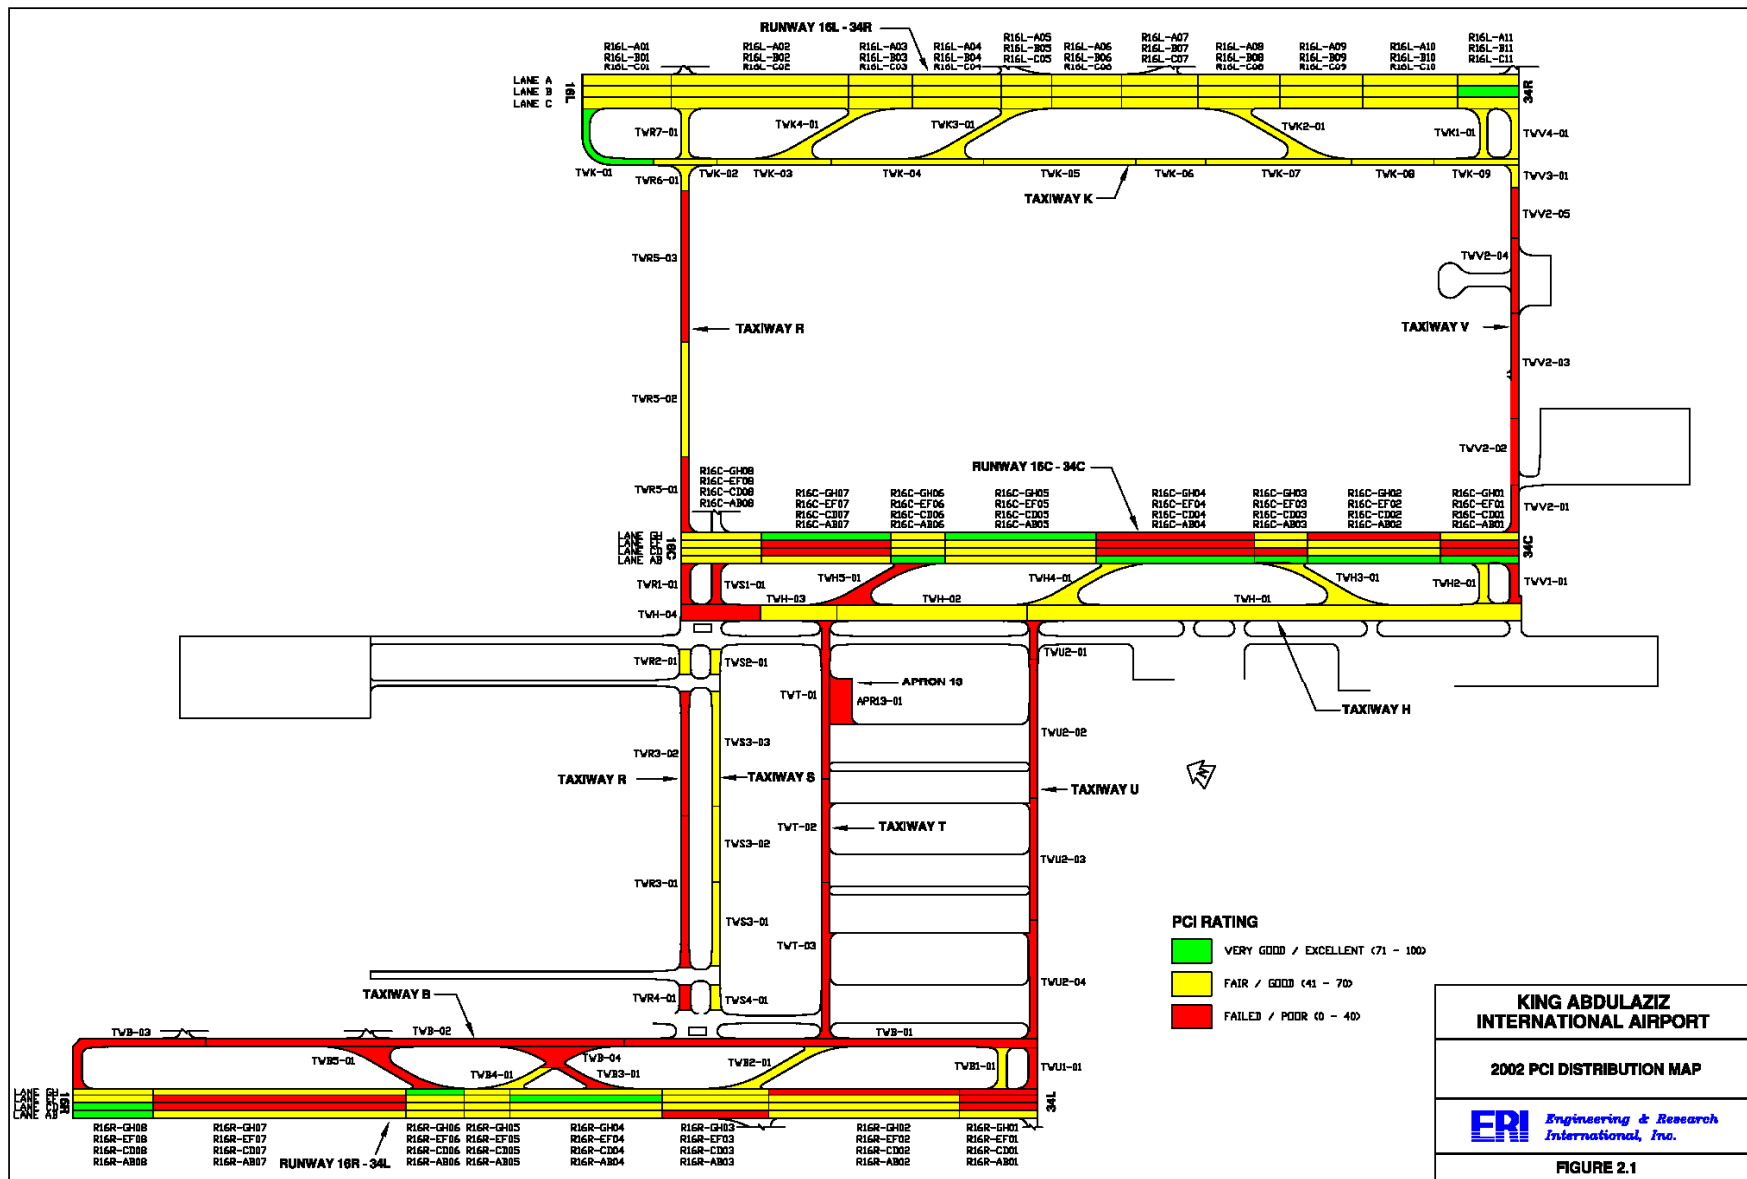 RUNWAY 16L - 34R
R16L-A01
R16L-B01
R16L-C01
R16L-A02
R16L-B02
R16L-C02
R16L-A03
R16L-B03
R16L-C03
R16L-A04
R16L-B04
R16L-C04
R16L-A05
R16L-B05
R16L-C05
R16L-A06
R16L-B06
R16L-C06
R16L-A07
R16L-B07
R16L-C07
R16L-A08
R16L-B08
R16L-C08
R16L-A09
R16L-B09
R16L-C09
R16L-A10
R16L-B10
R16L-C10
R16L-A11
R16L-B11
R16L-C11
LANE A
LANE B
LANE C
16L
34R
TWR7-01
TWK4-01
TWK3-01
TWK2-01
TWK1-01
TWV4-01
TWK-01
TWR6-01
TWK-02
TWK-03
TWK-04
TWK-05
TWK-06
TWK-07
TWK-08
TWK-09
TWV3-01
TAXIWAY K
TWV2-05
TWR5-03
TWV2-04
TAXIWAY R
TAXIWAY V
TWV2-03
TWR5-02
TWV2-02
RUNWAY 16C - 34C
TWR5-01
R16C-GH08
R16C-EF08
R16C-CD08
R16C-AB08
R16C-GH07
R16C-EF07
R16C-CD07
R16C-AB07
R16C-GH06
R16C-EF06
R16C-CD06
R16C-AB06
R16C-GH05
R16C-EF05
R16C-CD05
R16C-AB05
R16C-GH04
R16C-EF04
R16C-CD04
R16C-AB04
R16C-GH03
R16C-EF03
R16C-CD03
R16C-AB03
R16C-GH02
R16C-EF02
R16C-CD02
R16C-AB02
R16C-GH01
R16C-EF01
R16C-CD01
R16C-AB01
TWV2-01
LANE GH
LANE EF
LANE CD
LANE AB
16C
34C
TWR1-01
TWS1-01
TWH5-01
TWH4-01
TWH3-01
TWH2-01
TWV1-01
TWH-04
TWH-03
TWH-02
TWH-01
TWR2-01
TWS2-01
TWU2-01
TWT-01
APRON 13
APR13-01
TAXIWAY H
TWR3-02
TWS3-03
TWU2-02
TAXIWAY R
TAXIWAY S
TAXIWAY U
N
TWT-02
TAXIWAY T
TWS3-02
TWU2-03
TWR3-01
TWS3-01
TWT-03
TWU2-04
TAXIWAY B
TWR4-01
TWS4-01
TWB-03
TWB-02
TWB-01
TWB5-01
TWB4-01
TWB-04
TWB3-01
TWB2-01
TWB1-01
TWU1-01
LANE GH
LANE EF
LANE CD
LANE AB
16R
34L
R16R-GH08
R16R-EF08
R16R-CD08
R16R-AB08
R16R-GH07
R16R-EF07
R16R-CD07
R16R-AB07
RUNWAY 16R - 34L
R16R-GH06
R16R-EF06
R16R-CD06
R16R-AB06
R16R-GH05
R16R-EF05
R16R-CD05
R16R-AB05
R16R-GH04
R16R-EF04
R16R-CD04
R16R-AB04
R16R-GH03
R16R-EF03
R16R-CD03
R16R-AB03
R16R-GH02
R16R-EF02
R16R-CD02
R16R-AB02
R16R-GH01
R16R-EF01
R16R-CD01
R16R-AB01
PCI RATING
VERY GOOD / EXCELLENT (71 - 100)
FAIR / GOOD (41 - 70)
FAILED / POOR (0 - 40)
KING ABDULAZIZ
INTERNATIONAL AIRPORT
2002 PCI DISTRIBUTION MAP
ERI
Engineering & Research
International, Inc.
FIGURE 2.1